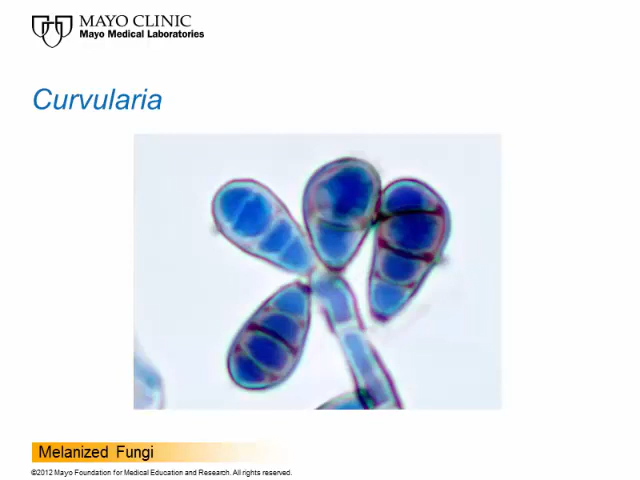 MAYO CLINIC
Mayo Medical Laboratories
Curvularia
Melanized Fungi
©2012 Mayo Foundation for Medical Education and Research. All rights reserved.